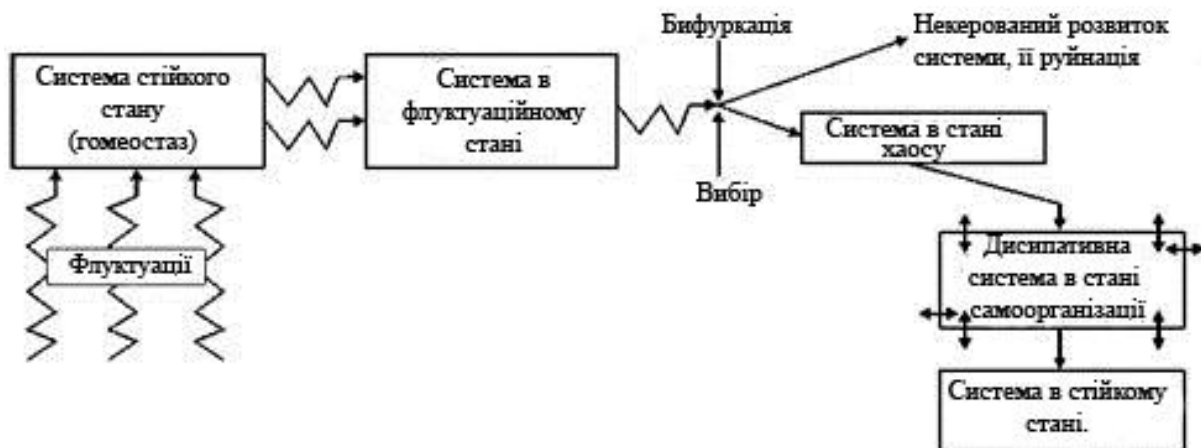 Система стійкого
стану
(гомеостаз)
Флуктуації
Система в
флуктуаційному
стані
Бифуркація
Вибір
Некерований розвиток
системи, її руйнація
Система в стані
хаосу
Дисипативна
система в стані
самоорганізації
Система в стійкому
стані.